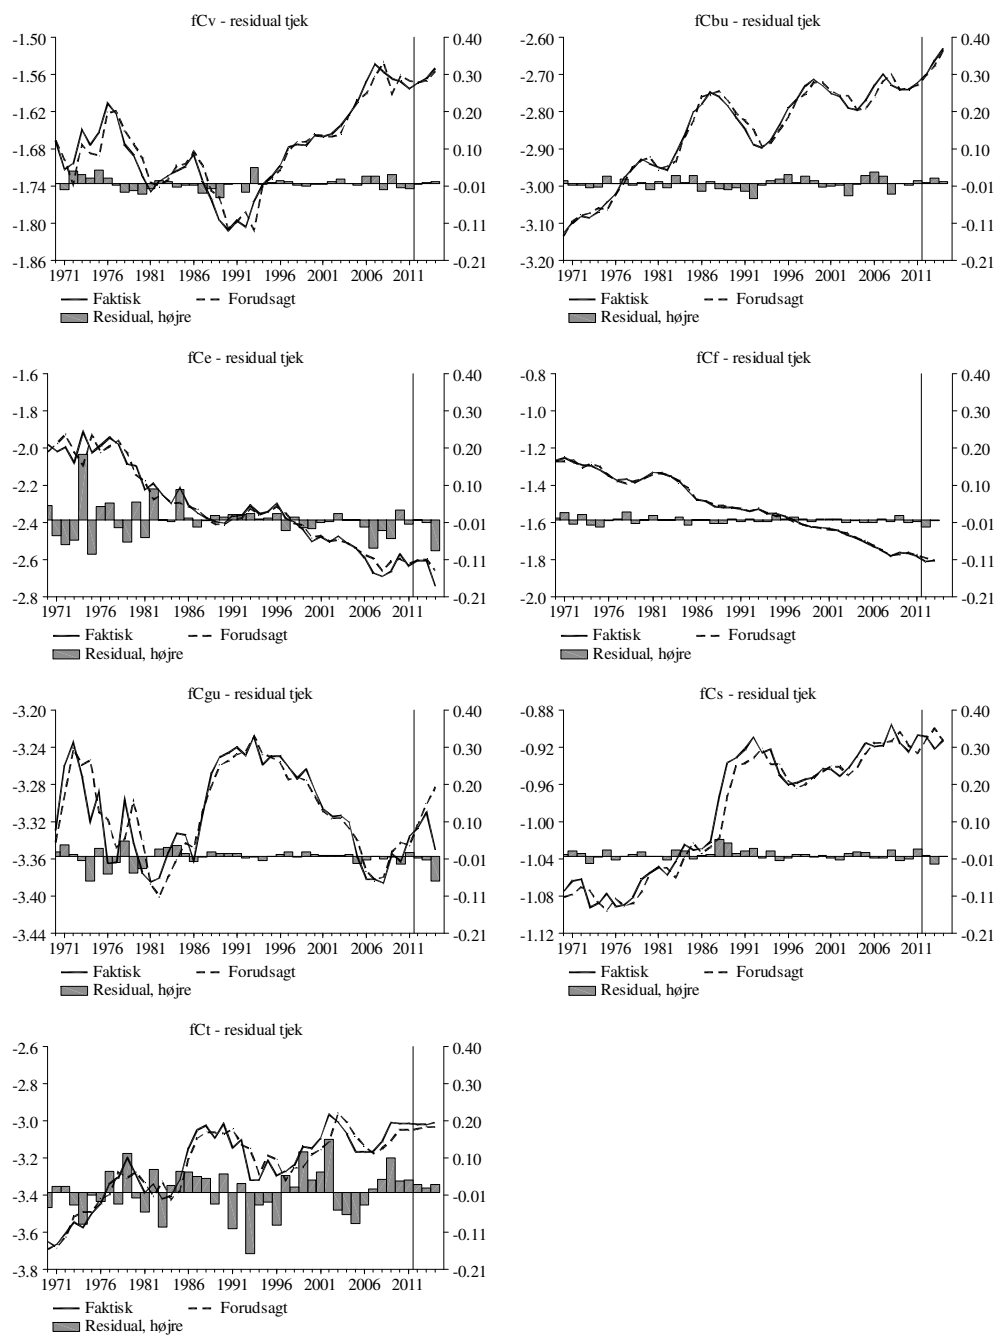 fCv - residual tjek
-1.50 0.40
-1.56 0.30
-1.62 0.20
-1.68 0.10
-1.74 -0.01
-1.80 -0.11
-1.86 -0.21
1971 1976 1981 1986 1991 1996 2001 2006 2011
Faktisk Forudsagt
Residual, højre
fCbu - residual tjek
-2.60 0.40
-2.70 0.30
-2.80 0.20
-2.90 0.10
-3.00 -0.01
-3.10 -0.11
-3.20 -0.21
1971 1976 1981 1986 1991 1996 2001 2006 2011
Faktisk Forudsagt
Residual, højre
fCe - residual tjek
-1.6 0.40
-1.8 0.30
-2.0 0.20
-2.2 0.10
-2.4 -0.01
-2.6 -0.11
-2.8 -0.21
1971 1976 1981 1986 1991 1996 2001 2006 2011
Faktisk Forudsagt
Residual, højre
fCf - residual tjek
-0.8 0.40
-1.0 0.30
-1.2 0.20
-1.4 0.10
-1.6 -0.01
-1.8 -0.11
-2.0 -0.21
1971 1976 1981 1986 1991 1996 2001 2006 2011
Faktisk Forudsagt
Residual, højre
fCgu - residual tjek
-3.20 0.40
-3.24 0.30
-3.28 0.20
-3.32 0.10
-3.36 -0.01
-3.40 -0.11
-3.44 -0.21
1971 1976 1981 1986 1991 1996 2001 2006 2011
Faktisk Forudsagt
Residual, højre
fCs - residual tjek
-0.88 0.40
-0.92 0.30
-0.96 0.20
-1.00 0.10
-1.04 -0.01
-1.08 -0.11
-1.12 -0.21
1971 1976 1981 1986 1991 1996 2001 2006 2011
Faktisk Forudsagt
Residual, højre
fCt - residual tjek
-2.6 0.40
-2.8 0.30
-3.0 0.20
-3.2 0.10
-3.4 -0.01
-3.6 -0.11
-3.8 -0.21
1971 1976 1981 1986 1991 1996 2001 2006 2011
Faktisk Forudsagt
Residual, højre